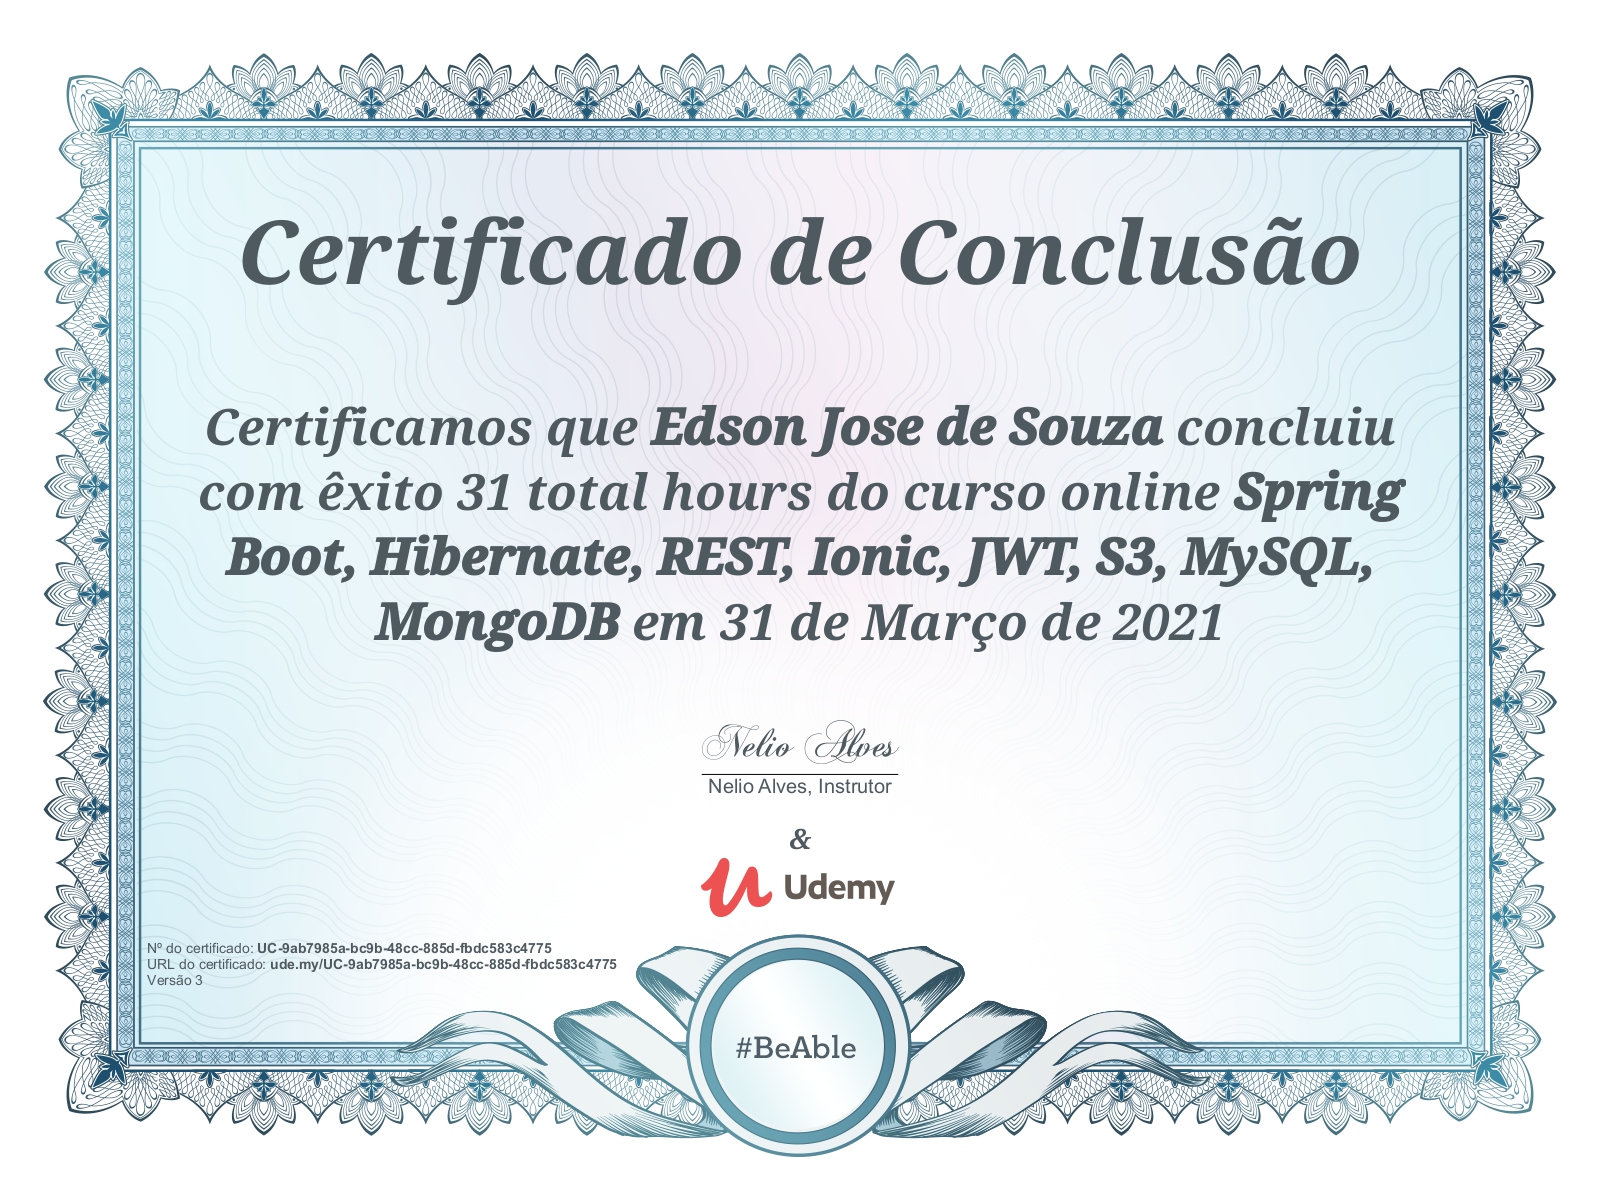 Certificado de Conclusão
Certificamos que Edson Jose de Souza concluiu
com êxito 31 total hours do curso online Spring
Boot, Hibernate, REST, Ionic, JWT, S3, MySQL,
MongoDB em 31 de Março de 2021
Nelio Alves
Nelio Alves, Instrutor
&
Udemy
Nº do certificado: UC-9ab7985a-bc9b-48cc-885d-fbdc583c4775
URL do certificado: ude.my/UC-9ab7985a-bc9b-48cc-885d-fbdc583c4775
Versão 3
#BeAble